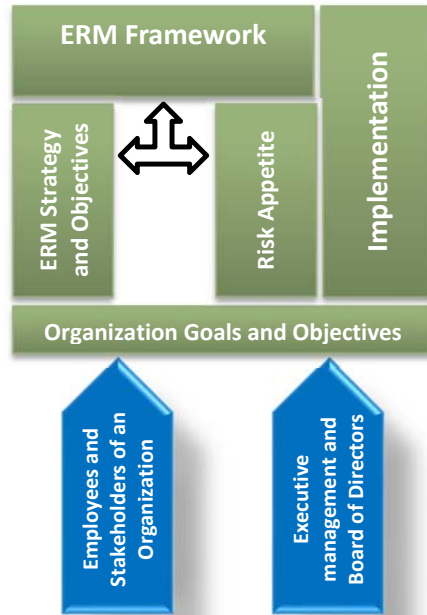 ERM Framework
Implementation
ERM Strategy
and Objectives
Risk Appetite
Organization Goals and Objectives
Employees and
Stakeholders of an
Organization
Executive
management and
Board of Directors